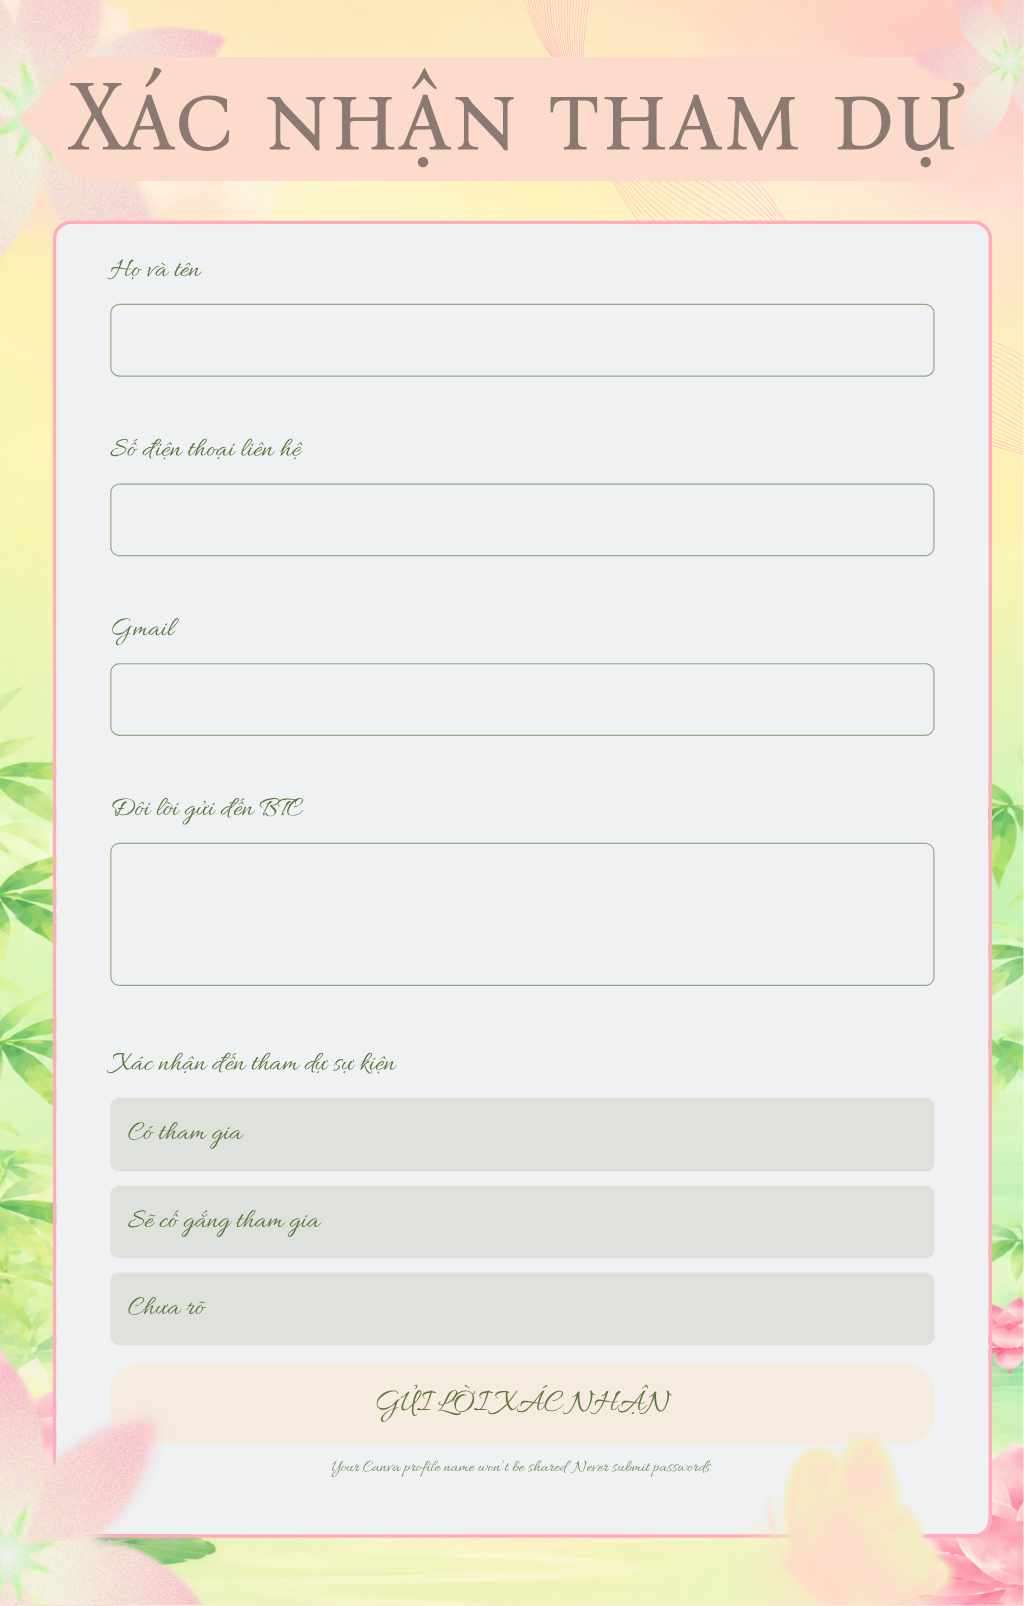 Xác nhận tham dự
Họ và tên
Số điện thoại liên hệ
Gmail
Đôi lời gửi đến BTC
Xác nhận đến tham dự sự kiện
Có tham gia
Sẽ cố gắng tham gia
Chưa rõ
GỬI LỜI XÁC NHẬN
Your Canva profile name won't be shared. Never submit passwords.